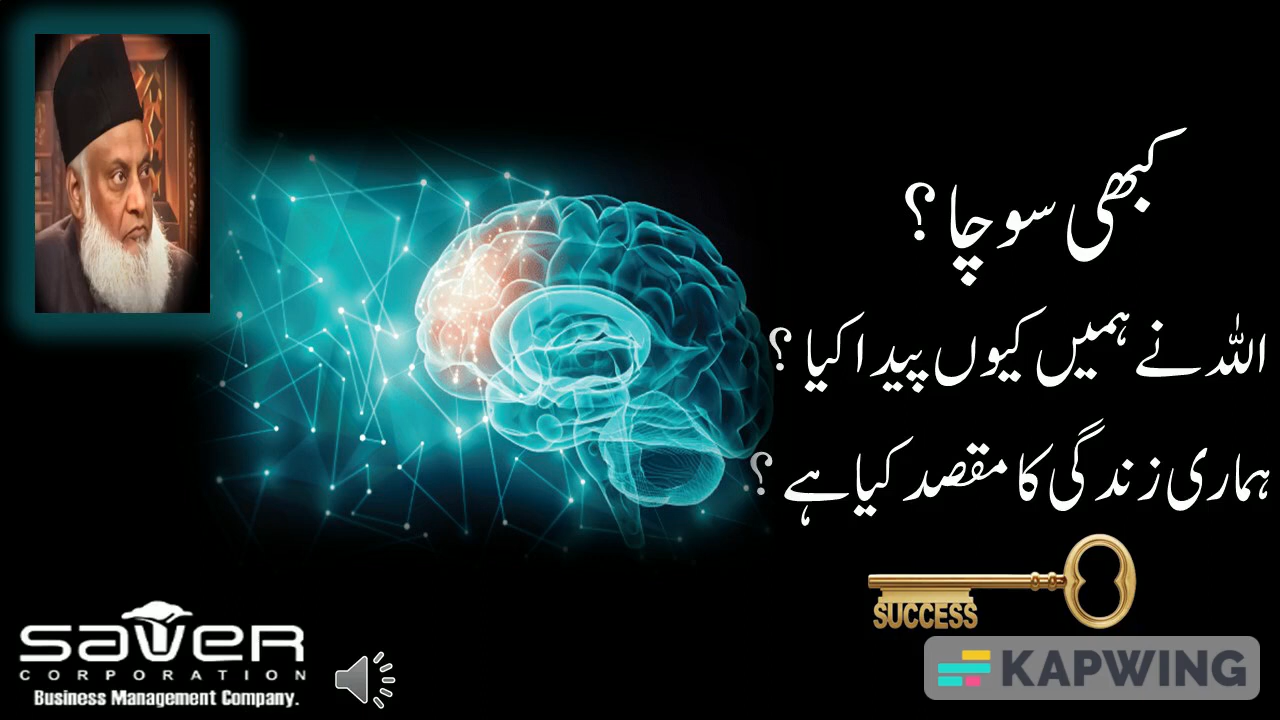 کبھی سوچا ؟
اللہ نے ہمیں کیوں پیدا کیا ؟
ہماری زندگی کا مقصد کیا ہے ؟
SUCCESS
KAPWING
saver
CORPORATION
Business Management Company.